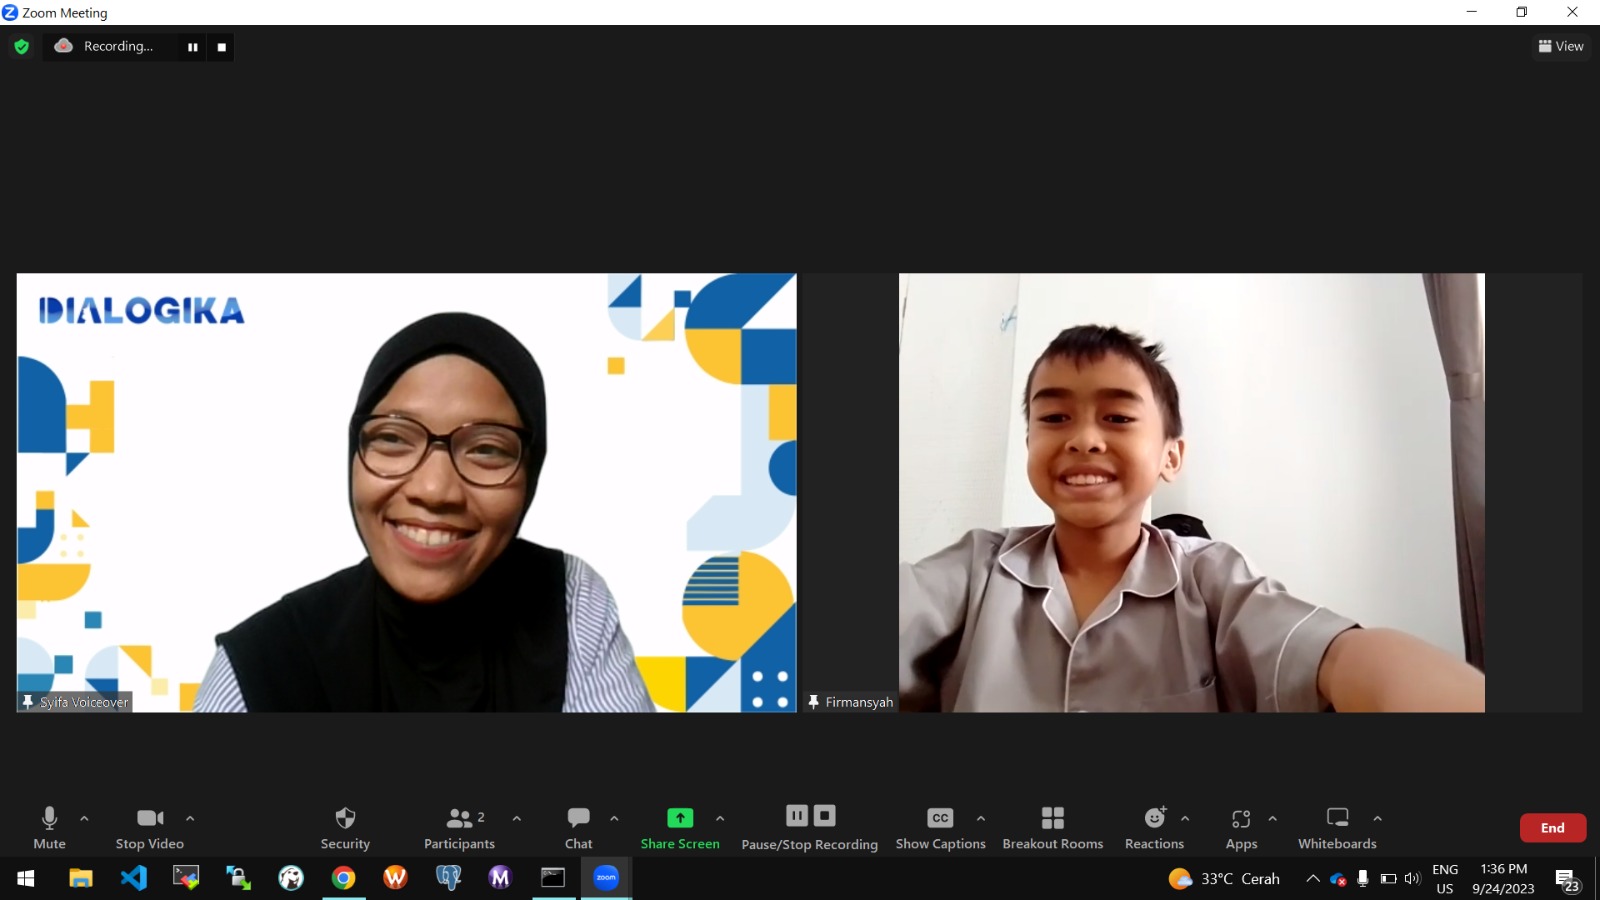 Zoom Meeting
Recording...
View
DIALOGIKA
Syifa Voiceover
Firmansyah
Mute
Stop Video
Security
Participants
2
Chat
Share Screen
Pause/Stop Recording
CC
Show Captions
Breakout Rooms
Reactions
Apps
Whiteboards
End
W
M
zoom
33°C Cerah
ENG
US
1:36 PM
9/24/2023
23